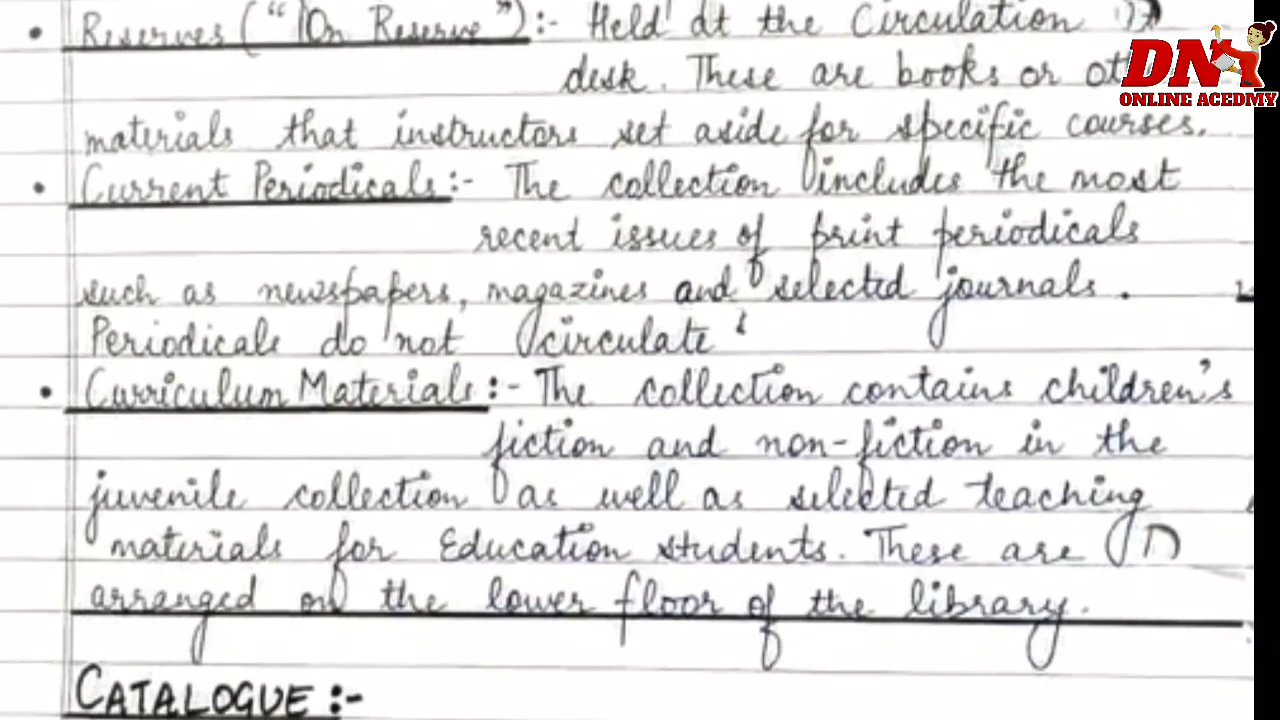 • Reserves ("On Reserve"):- Held at the Circulation
desk. These are books or
materials that instructors set aside for specific courses.
• Current Periodicals:- The collection includes the most
recent issues of print periodicals
such as newspapers, magazines and selected journals.
Periodicals do not circulate
• Curriculum Materials:- The collection contains children's
fiction and non-fiction in the
juvenile collection as well as selected teaching
materials for Education students. These are
arranged on the lower floor of the library.
CATALOGUE:-
DN
ONLINE ACEDMY